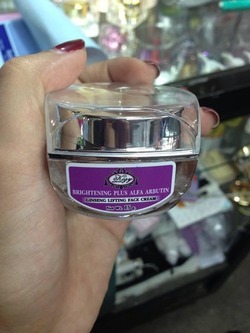 BRIGHTENING PLUS ALFA ARBUTIN
GINSENG LIFTING FACE CREAM